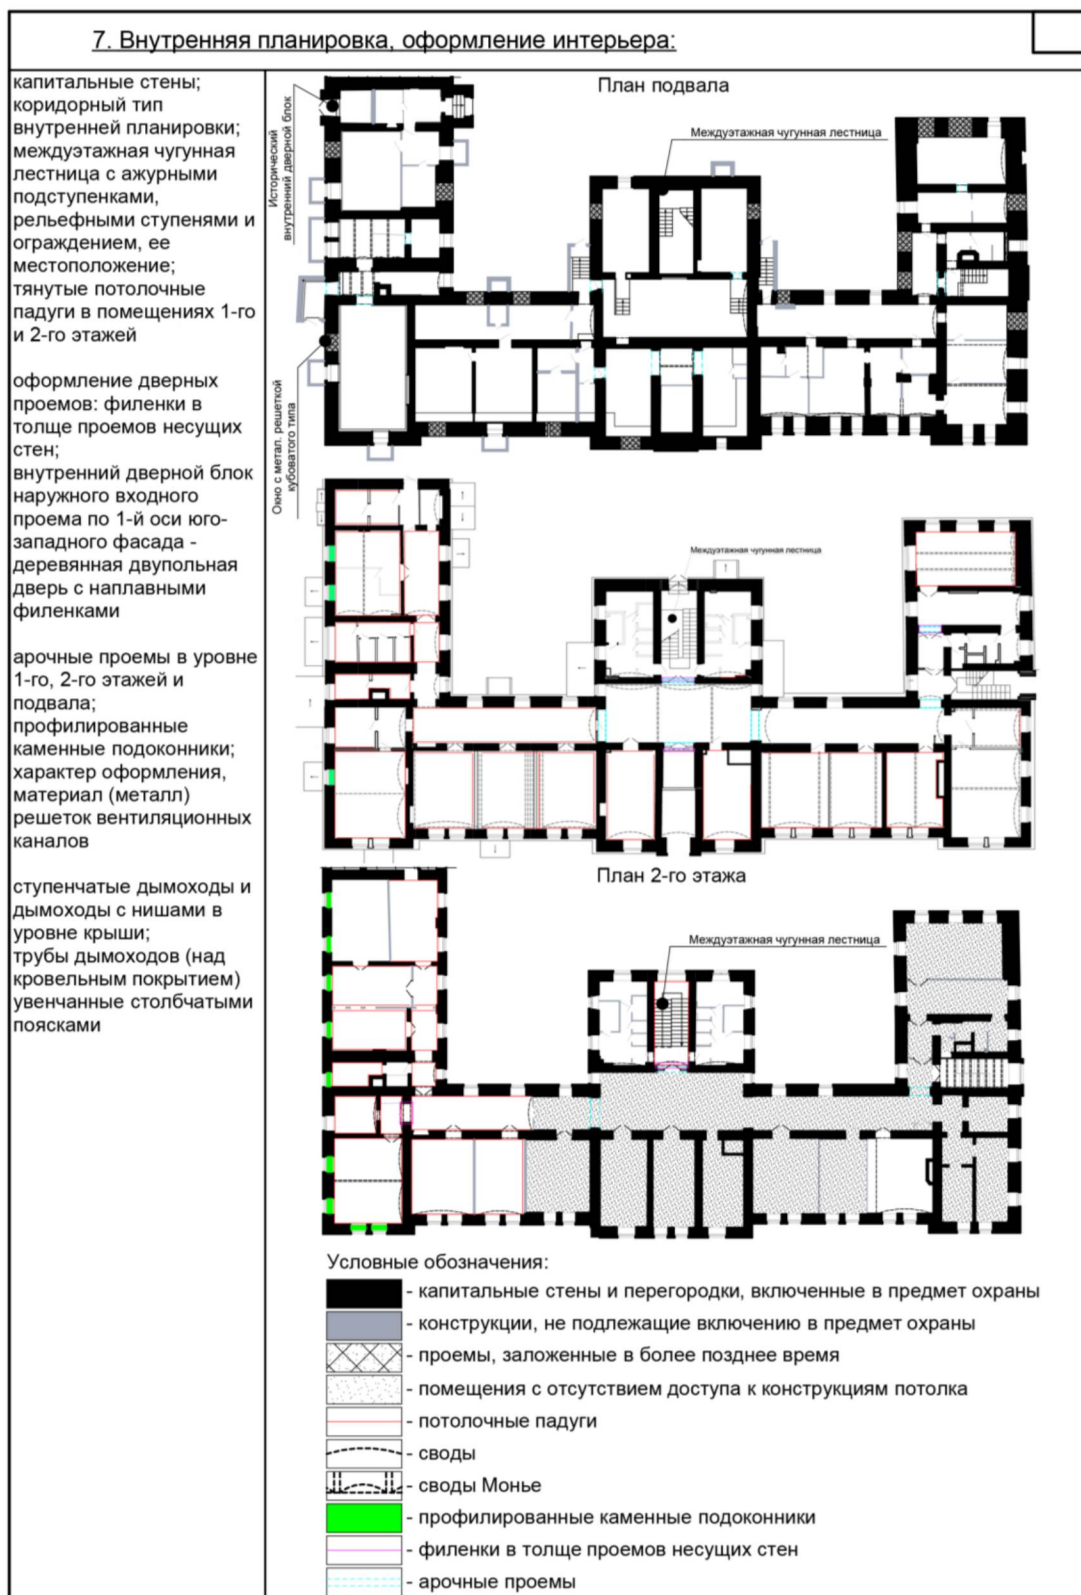 7. Внутренняя планировка, оформление интерьера:
капитальные стены;
коридорный тип
внутренней планировки;
междуэтажная чугунная
лестница с ажурными
подступенками,
рельефными ступенями и
ограждением, ее
местоположение;
тянутые потолочные
падуги в помещениях 1-го
и 2-го этажей
оформление дверных
проемов: филенки в
толще проемов несущих
стен;
внутренний дверной блок
наружного входного
проема по 1-й оси юго-
западного фасада -
деревянная двупольная
дверь с наплавными
филенками
арочные проемы в уровне
1-го, 2-го этажей и
подвала;
профилированные
каменные подоконники;
характер оформления,
материал (металл)
решеток вентиляционных
каналов
ступенчатые дымоходы и
дымоходы с нишами в
уровне крыши;
трубы дымоходов (над
кровельным покрытием)
увенчанные столбчатыми
поясками
План подвала
Исторический
внутренний дверной блок
Междуэтажная чугунная лестница
Окно с метал. решеткой
кубоватого типа
Междуэтажная чугунная лестница
План 2-го этажа
Междуэтажная чугунная лестница
Условные обозначения:
- капитальные стены и перегородки, включенные в предмет охраны
- конструкции, не подлежащие включению в предмет охраны
- проемы, заложенные в более позднее время
- помещения с отсутствием доступа к конструкциям потолка
- потолочные падуги
- своды
- своды Монье
- профилированные каменные подоконники
- филенки в толще проемов несущих стен
- арочные проемы